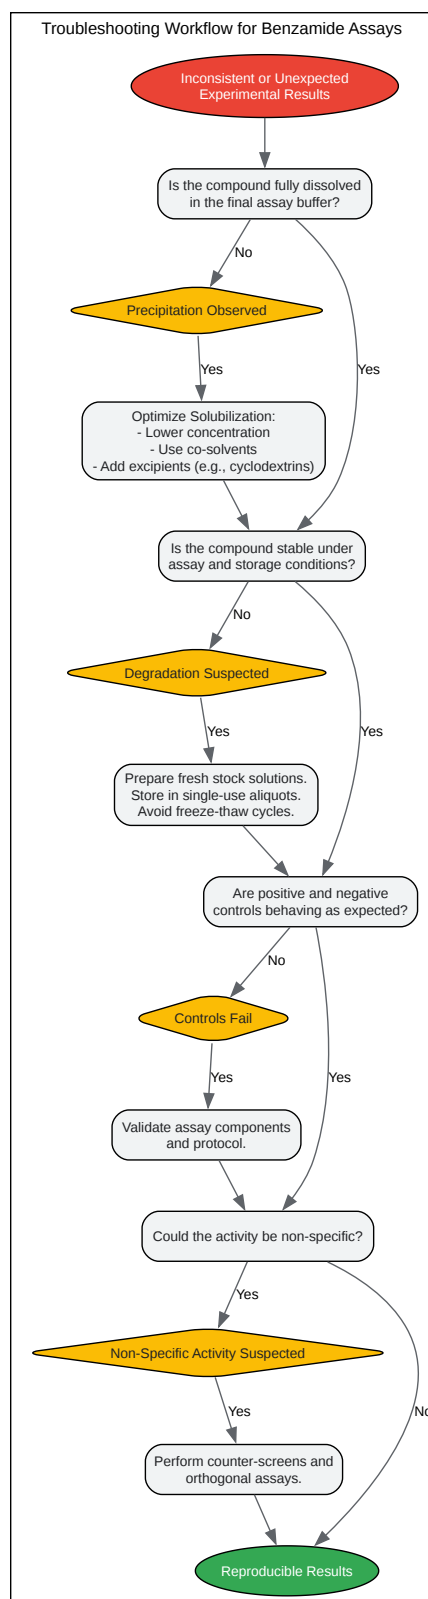 Troubleshooting Workflow for Benzamide Assays
Inconsistent or Unexpected
Experimental Results
Is the compound fully dissolved
in the final assay buffer?
No
Precipitation Observed
Yes
Yes
Optimize Solubilization:
- Lower concentration
- Use co-solvents
- Add excipients (e.g., cyclodextrins)
Is the compound stable under
assay and storage conditions?
No
Degradation Suspected
Yes
Yes
Prepare fresh stock solutions.
Store in single-use aliquots.
Avoid freeze-thaw cycles.
Are positive and negative
controls behaving as expected?
No
Controls Fail
Yes
Yes
Validate assay components
and protocol.
Could the activity be non-specific?
Yes
Non-Specific Activity Suspected
Yes
No
Perform counter-screens and
orthogonal assays.
Reproducible Results